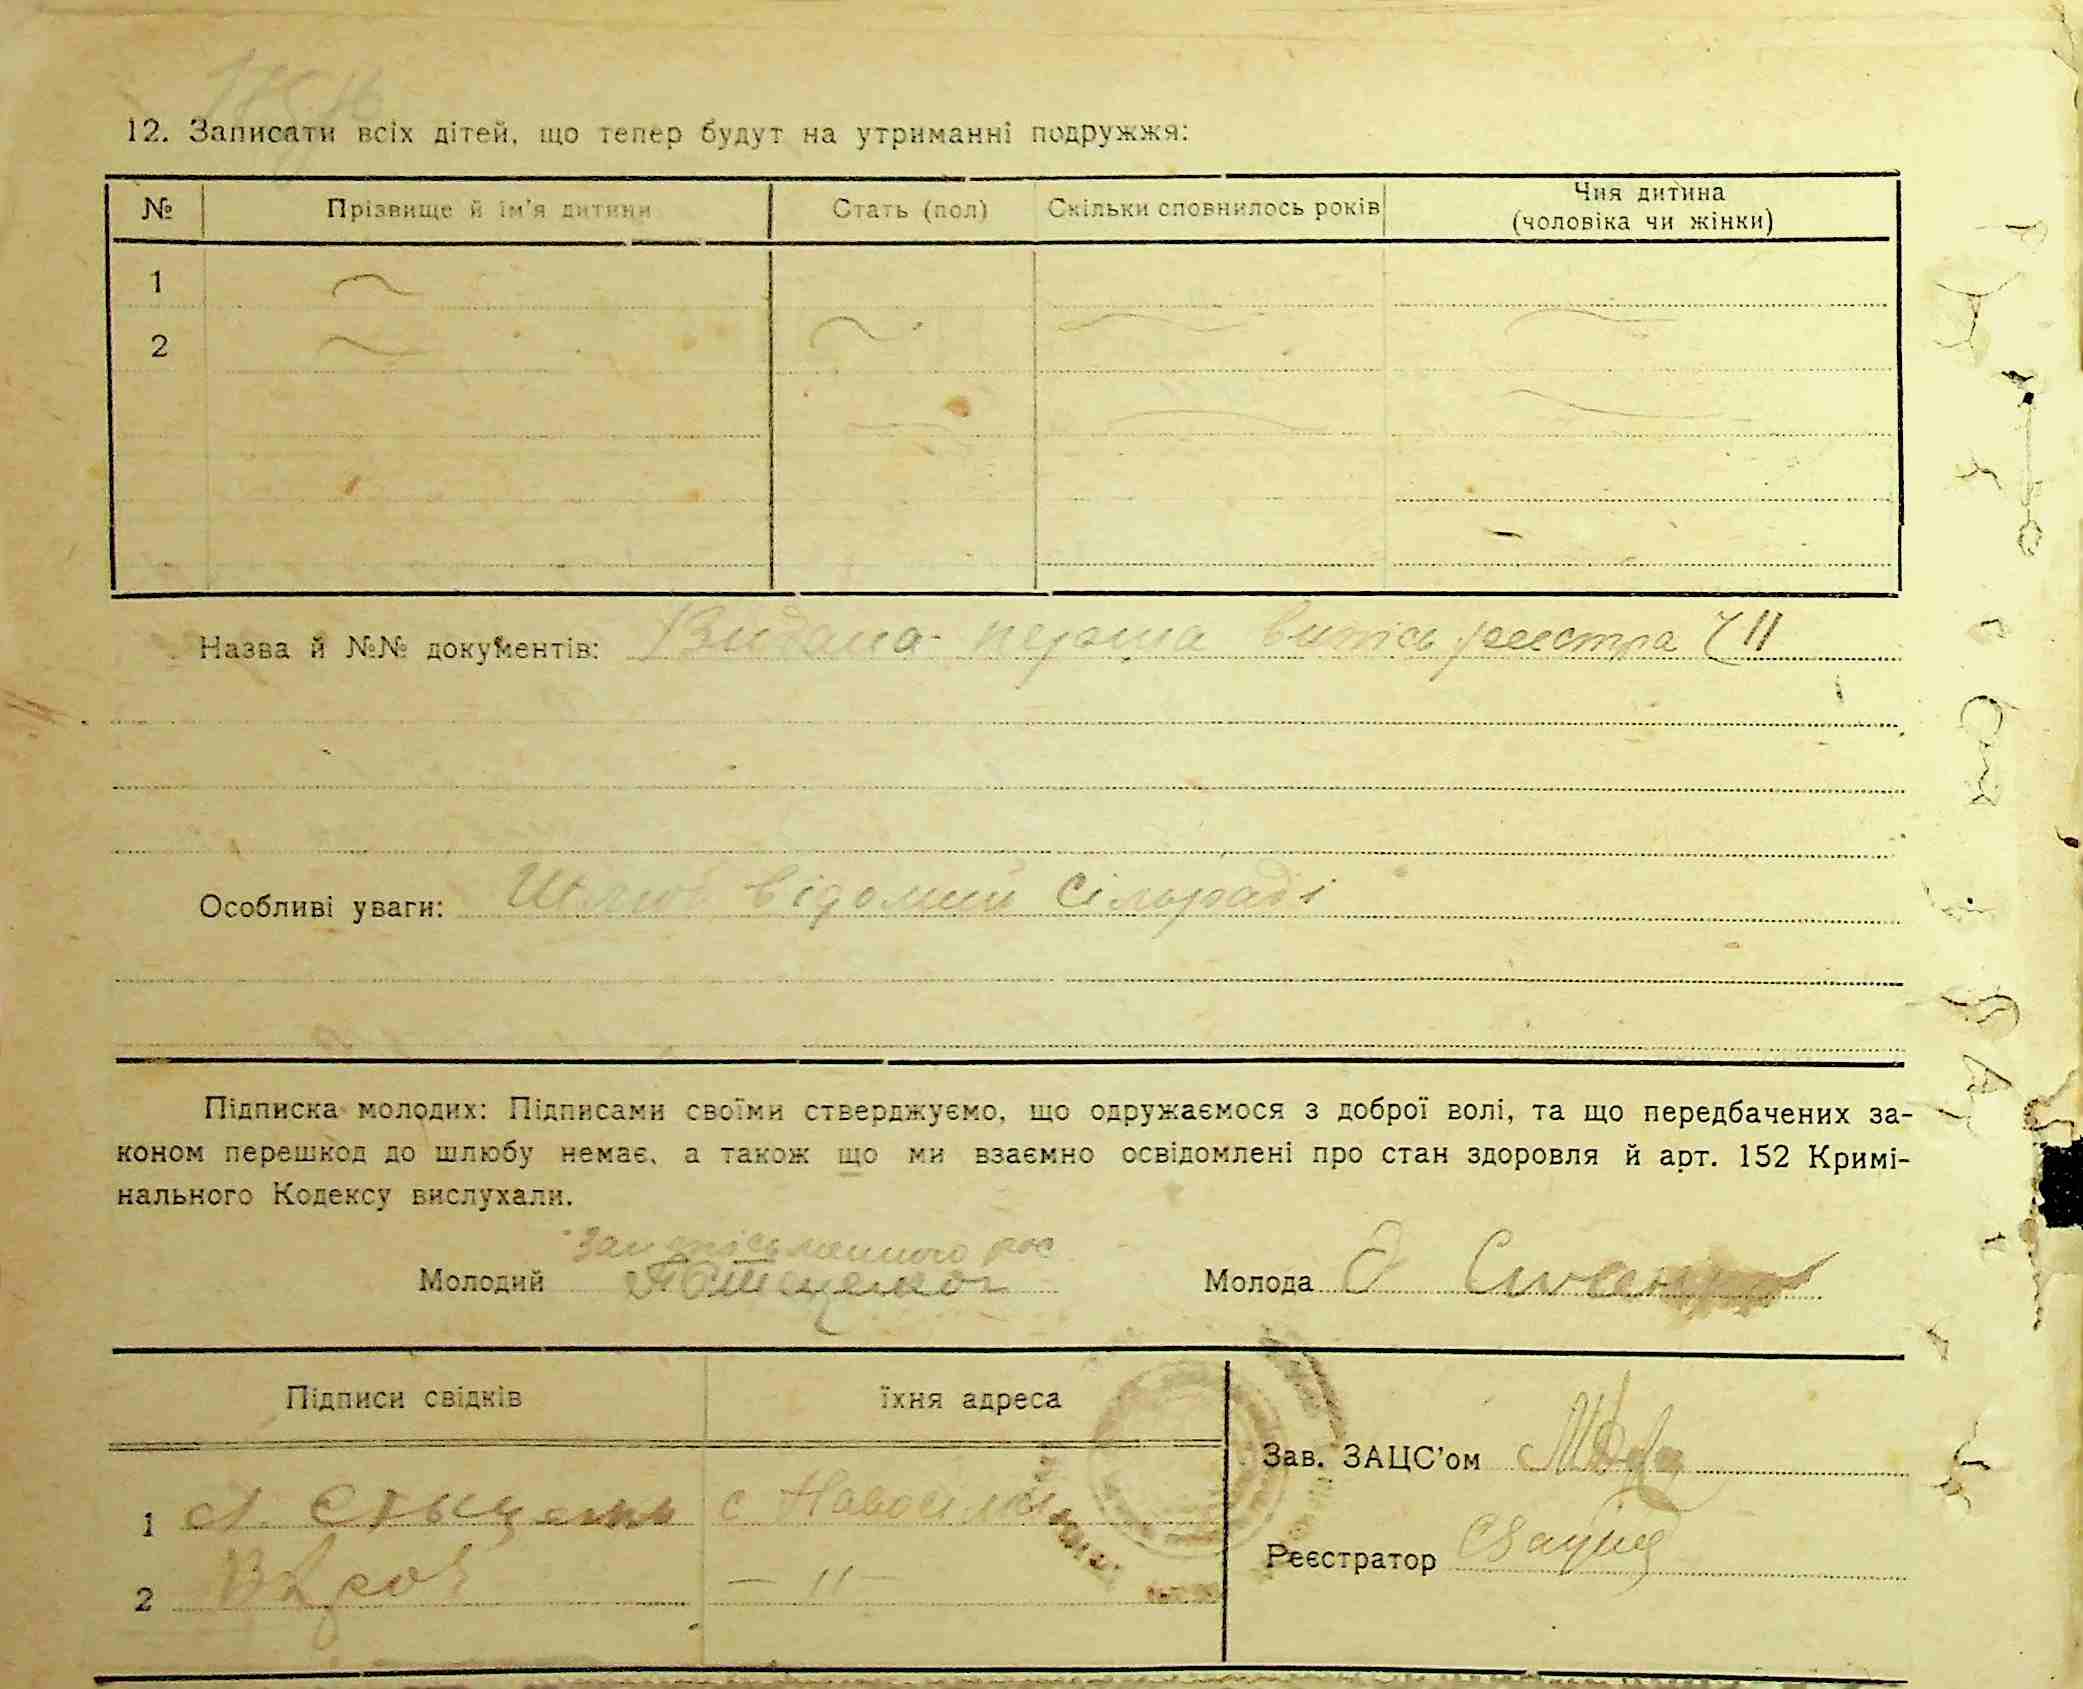 12. Записати всіх дітей, що тепер будут на утриманні подружжя:
№ Прізвище й ім'я дитини Стать (пол) Скільки сповнилось років Чия дитина
(чоловіка чи жінки)
1
2
Назва й №№ документів: Видана перша витісь реєстра 711
Особливі уваги: Шлюб відомий сільраді
Підписка молодих: Підписами своїми стверджуємо, що одружаємося з доброї волі, та що передбачених за-
коном перешкод до шлюбу немає, а також що ми взаємно освідомлені про стан здоровля й арт. 152 Кримі-
нального Кодексу вислухали.
Молодий Молода
Підписи свідків їхня адреса
Зав. ЗАЦС'ом
1 с
2 — 〃 —
Реєстратор